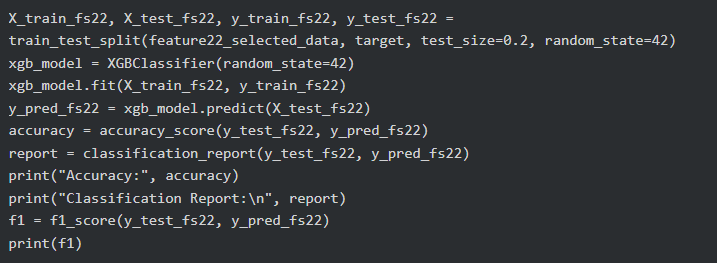 X_train_fs22, X_test_fs22, y_train_fs22, y_test_fs22 =
train_test_split(feature22_selected_data, target, test_size=0.2, random_state=42)
xgb_model = XGBClassifier(random_state=42)
xgb_model.fit(X_train_fs22, y_train_fs22)
y_pred_fs22 = xgb_model.predict(X_test_fs22)
accuracy = accuracy_score(y_test_fs22, y_pred_fs22)
report = classification_report(y_test_fs22, y_pred_fs22)
print("Accuracy:", accuracy)
print("Classification Report:\n", report)
f1 = f1_score(y_test_fs22, y_pred_fs22)
print(f1)